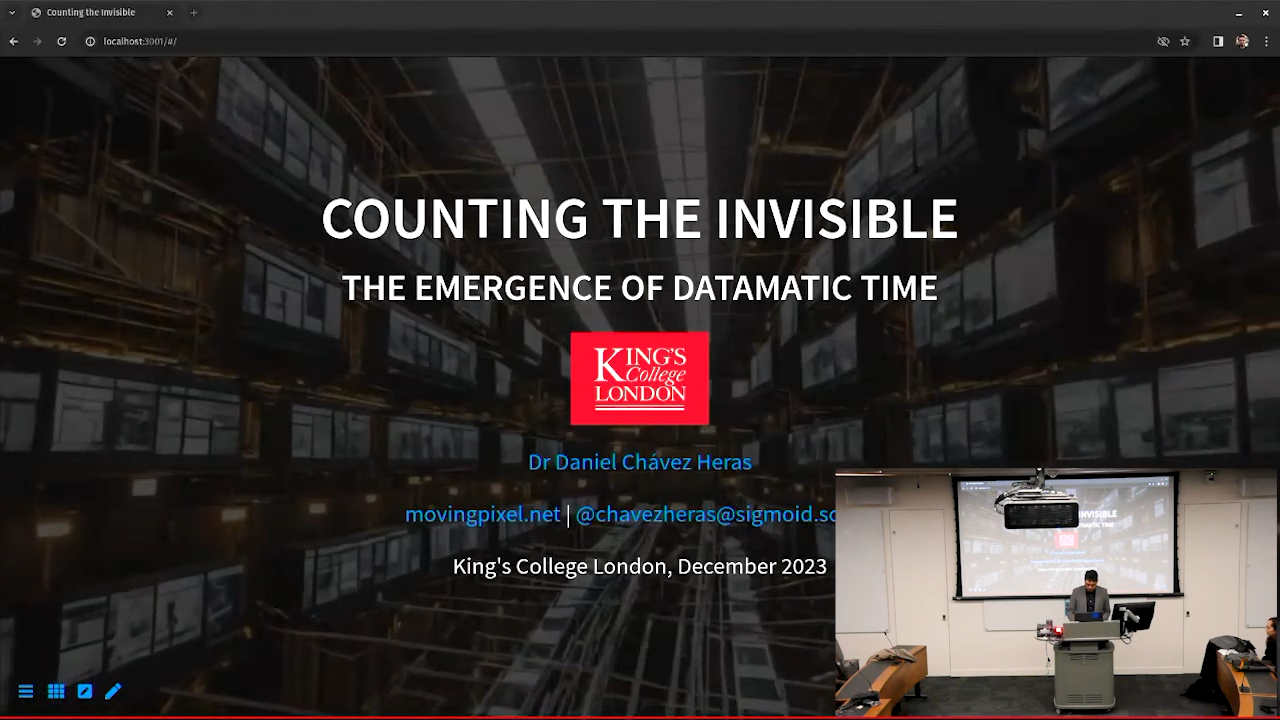 Counting the Invisible
localhost:3001/#/
COUNTING THE INVISIBLE
THE EMERGENCE OF DATAMATIC TIME
KING'S
College
LONDON
Dr Daniel Chávez Heras
movingpixel.net | @chavezheras@sigmoid.sc
King's College London, December 2023